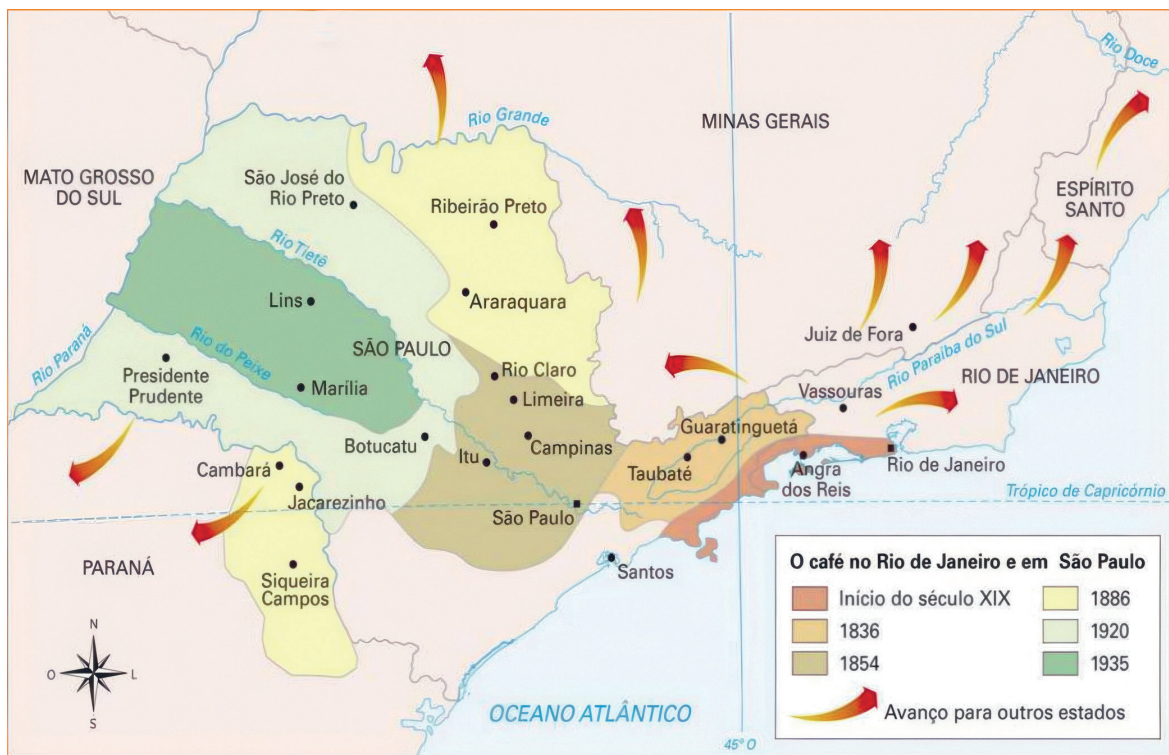 Rio Doce
Rio Grande
MINAS GERAIS
MATO GROSSO
DO SUL
São José do
Rio Preto
Ribeirão Preto
ESPÍRITO
SANTO
Rio Tietê
Lins
Araraquara
Juiz de Fora
Rio Paraíba do Sul
Rio Paraná
Rio do Peixe
SÃO PAULO
Presidente
Prudente
Marília
Rio Claro
Limeira
Vassouras
RIO DE JANEIRO
Botucatu
Itu
Campinas
Guaratinguetá
Taubaté
Angra
dos Reis
Rio de Janeiro
Cambará
Jacarezinho
São Paulo
Trópico de Capricórnio
PARANÁ
Siqueira
Campos
Santos
N
O
L
S
OCEANO ATLÂNTICO
45º O
O café no Rio de Janeiro e em São Paulo
Início do século XIX
1836
1854
1886
1920
1935
Avanço para outros estados